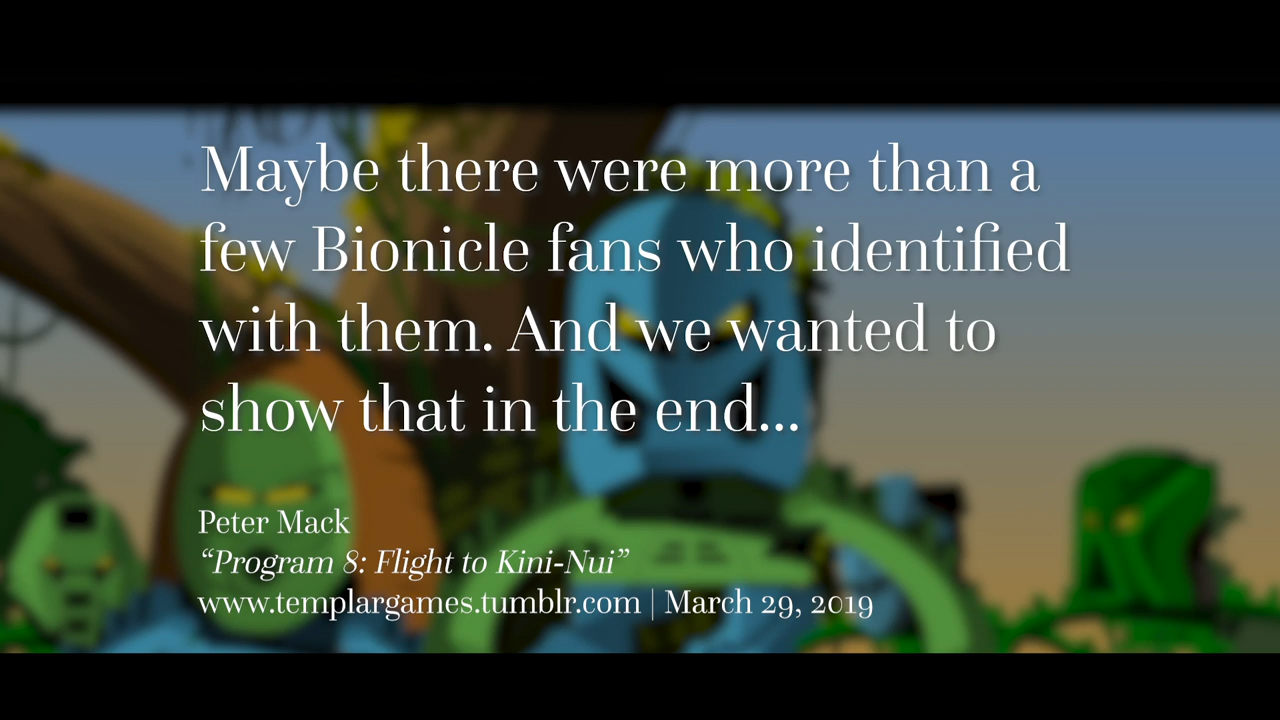 Maybe there were more than a
few Bionicle fans who identified
with them. And we wanted to
show that in the end...
Peter Mack
“Program 8: Flight to Kini-Nui”
www.templargames.tumblr.com | March 29, 2019